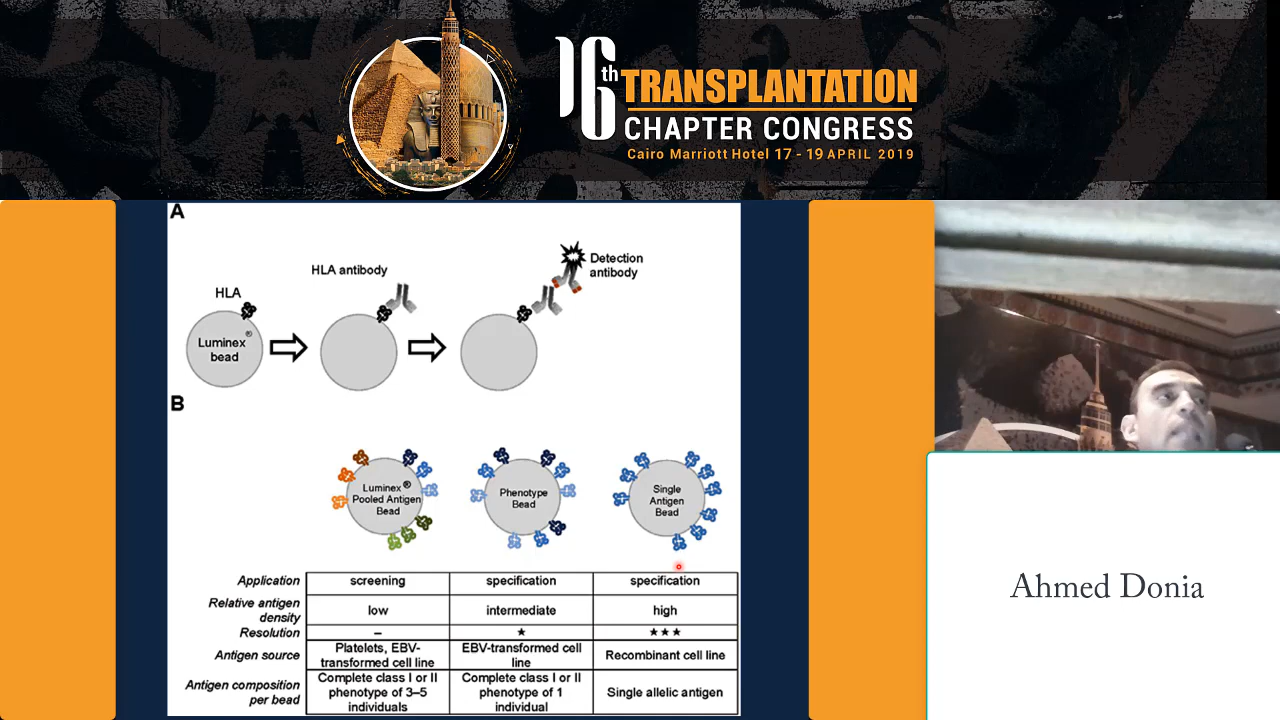 16th TRANSPLANTATION
CHAPTER CONGRESS
Cairo Marriott Hotel 17 - 19 APRIL 2019
A
HLA
HLA antibody
Detection
antibody
Luminex®
bead
B
Luminex®
Pooled Antigen
Bead
Phenotype
Bead
Single
Antigen
Bead
Application screening specification specification
Relative antigen density low intermediate high
Resolution – ★ ★★★
Antigen source Platelets, EBV-transformed cell line EBV-transformed cell line Recombinant cell line
Antigen composition per bead Complete class I or II phenotype of 3–5 individuals Complete class I or II phenotype of 1 individual Single allelic antigen
Ahmed Donia